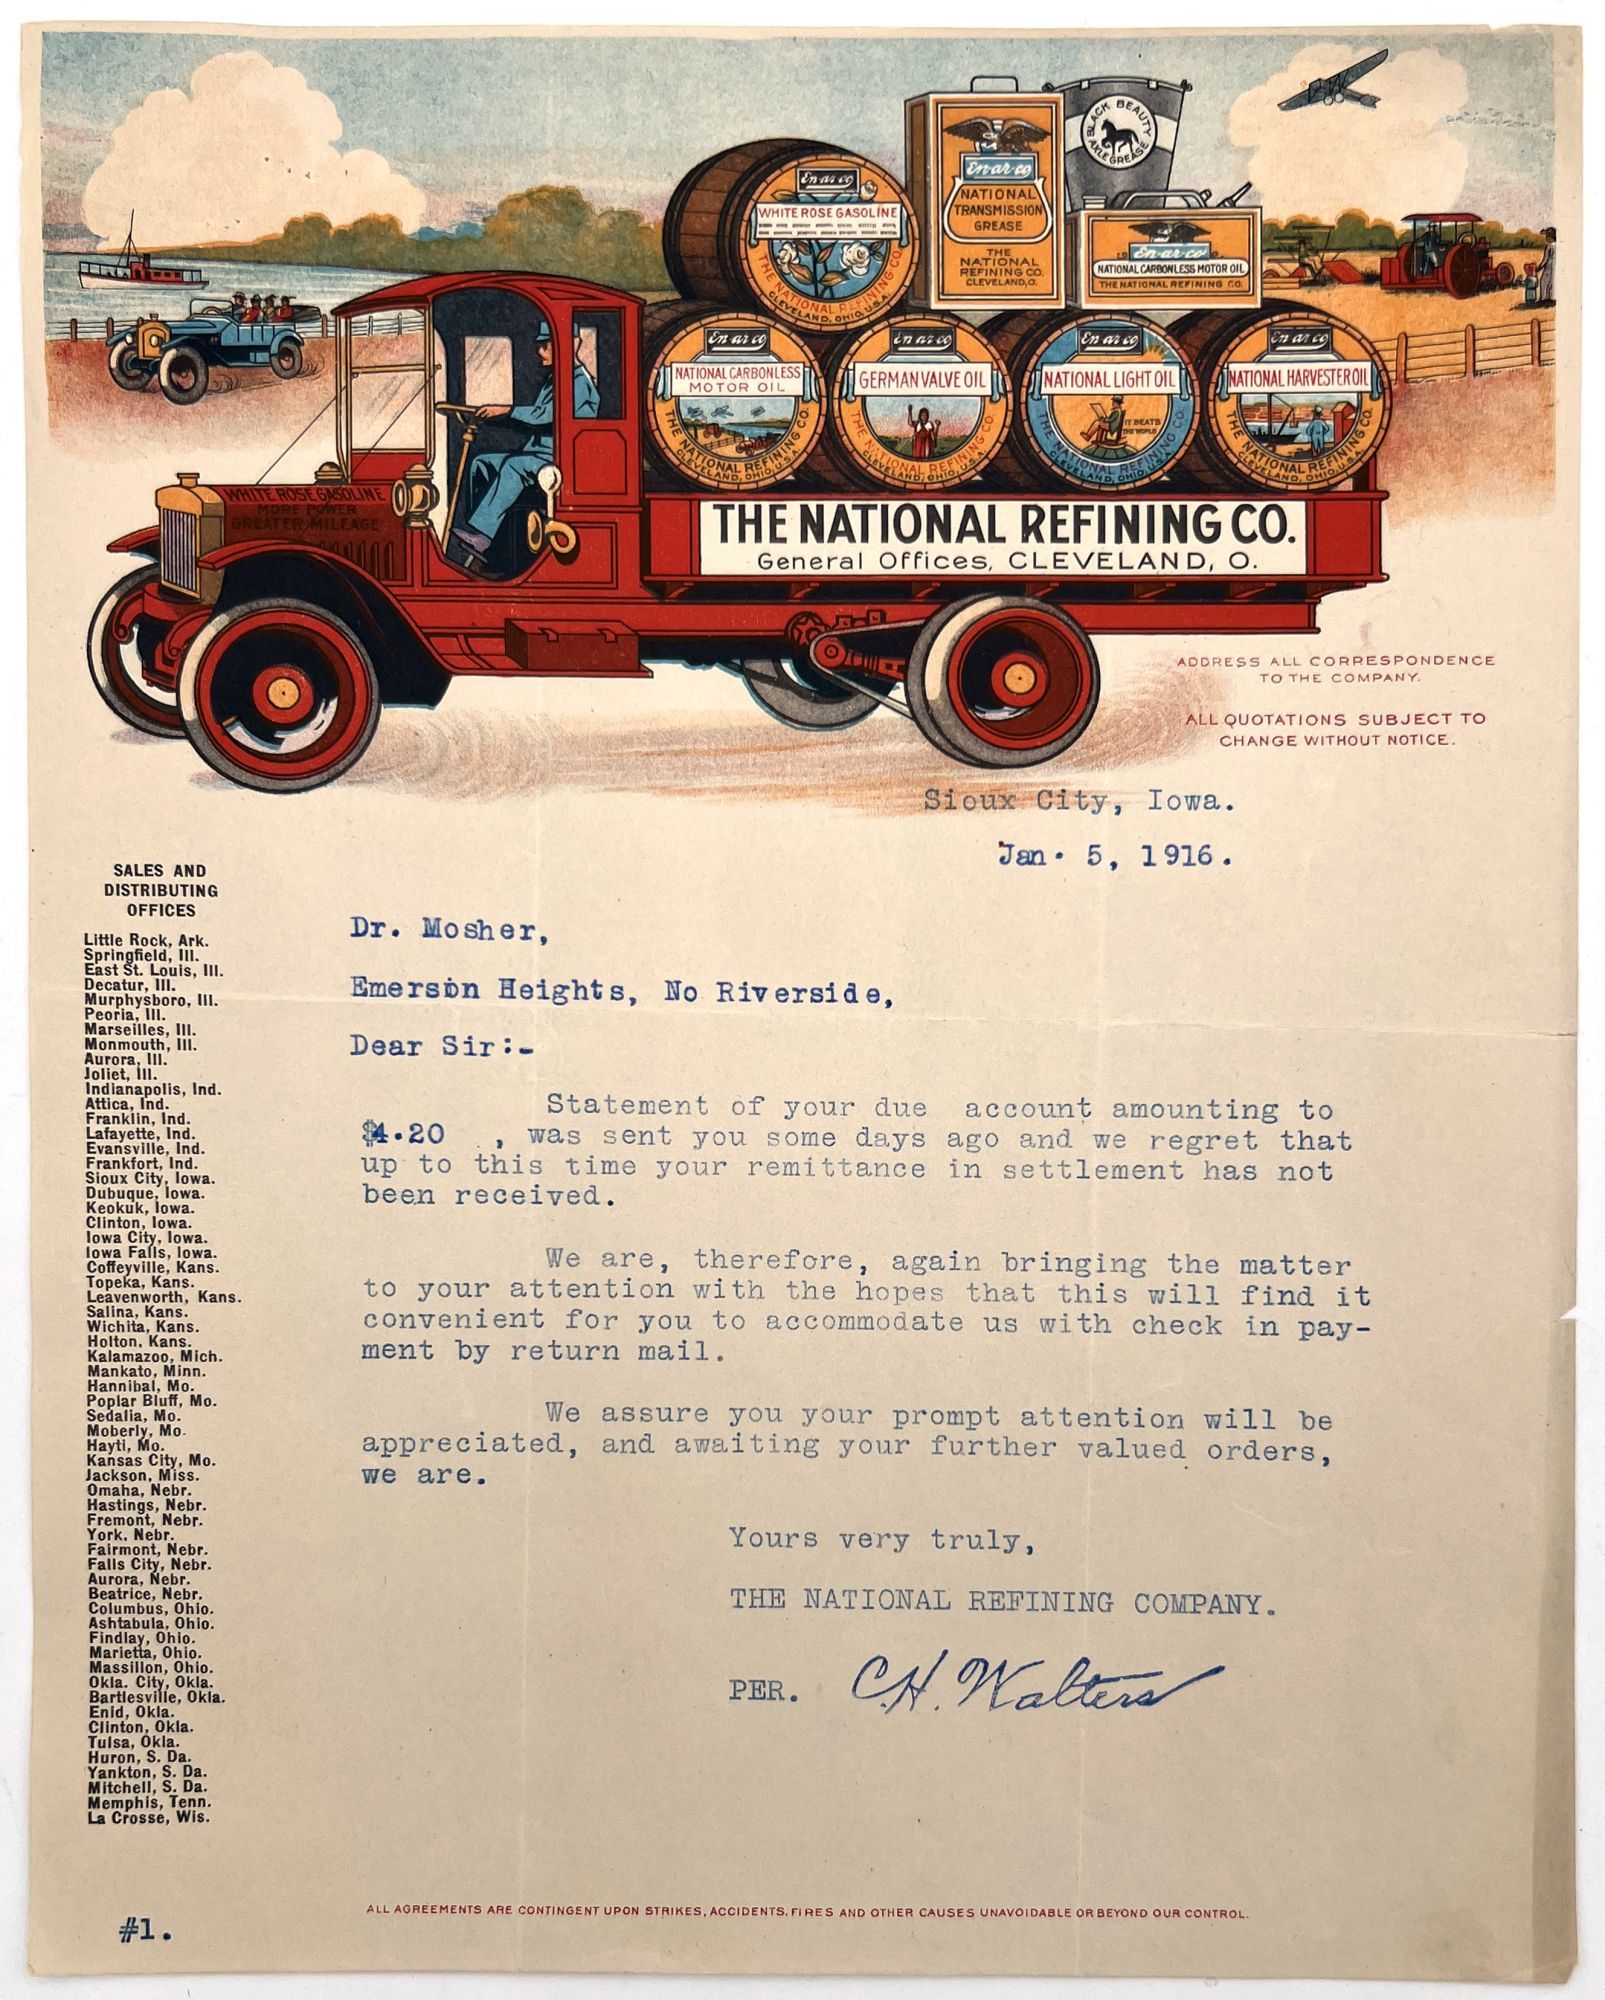 BLACK BEAUTY
AXLE GREASE
En-ar-co
WHITE ROSE GASOLINE
THE NATIONAL REFINING CO.
CLEVELAND, OHIO, U.S.A.
En-ar-co
NATIONAL
TRANSMISSION
GREASE
THE
NATIONAL
REFINING CO.
CLEVELAND, O.
En-ar-co
NATIONAL CARBONLESS MOTOR OIL
THE NATIONAL REFINING CO.
En-ar-co
NATIONAL CARBONLESS
MOTOR OIL
THE NATIONAL REFINING CO.
CLEVELAND, OHIO, U.S.A.
En-ar-co
GERMAN VALVE OIL
THE NATIONAL REFINING CO.
CLEVELAND, OHIO, U.S.A.
En-ar-co
NATIONAL LIGHT OIL
IT BEATS
THE WORLD
THE NATIONAL REFINING CO.
CLEVELAND, OHIO, U.S.A.
En-ar-co
NATIONAL HARVESTER OIL
THE NATIONAL REFINING CO.
CLEVELAND, OHIO, U.S.A.
WHITE ROSE GASOLINE
MORE POWER
GREATER MILEAGE
THE NATIONAL REFINING CO.
General Offices, CLEVELAND, O.
ADDRESS ALL CORRESPONDENCE
TO THE COMPANY.
ALL QUOTATIONS SUBJECT TO
CHANGE WITHOUT NOTICE.
Sioux City, Iowa.
Jan. 5, 1916.
SALES AND
DISTRIBUTING
OFFICES
Little Rock, Ark.
Springfield, Ill.
East St. Louis, Ill.
Decatur, Ill.
Murphysboro, Ill.
Peoria, Ill.
Marseilles, Ill.
Monmouth, Ill.
Aurora, Ill.
Joliet, Ill.
Indianapolis, Ind.
Attica, Ind.
Franklin, Ind.
Lafayette, Ind.
Evansville, Ind.
Frankfort, Ind.
Sioux City, Iowa.
Dubuque, Iowa.
Keokuk, Iowa.
Clinton, Iowa.
Iowa City, Iowa.
Iowa Falls, Iowa.
Coffeyville, Kans.
Topeka, Kans.
Leavenworth, Kans.
Salina, Kans.
Wichita, Kans.
Holton, Kans.
Kalamazoo, Mich.
Mankato, Minn.
Hannibal, Mo.
Poplar Bluff, Mo.
Sedalia, Mo.
Moberly, Mo.
Hayti, Mo.
Kansas City, Mo.
Jackson, Miss.
Omaha, Nebr.
Hastings, Nebr.
Fremont, Nebr.
York, Nebr.
Fairmont, Nebr.
Falls City, Nebr.
Aurora, Nebr.
Beatrice, Nebr.
Columbus, Ohio.
Ashtabula, Ohio.
Findlay, Ohio.
Marietta, Ohio.
Massillon, Ohio.
Okla. City, Okla.
Bartlesville, Okla.
Enid, Okla.
Clinton, Okla.
Tulsa, Okla.
Huron, S. Da.
Yankton, S. Da.
Mitchell, S. Da.
Memphis, Tenn.
La Crosse, Wis.
Dr. Mosher,
Emerson Heights, No Riverside,
Dear Sir:-
Statement of your due account amounting to
$4.20 , was sent you some days ago and we regret that
up to this time your remittance in settlement has not
been received.
We are, therefore, again bringing the matter
to your attention with the hopes that this will find it
convenient for you to accommodate us with check in pay-
ment by return mail.
We assure you your prompt attention will be
appreciated, and awaiting your further valued orders,
we are.
Yours very truly,
THE NATIONAL REFINING COMPANY.
PER. C.H. Walters
ALL AGREEMENTS ARE CONTINGENT UPON STRIKES, ACCIDENTS, FIRES AND OTHER CAUSES UNAVOIDABLE OR BEYOND OUR CONTROL.
#1.